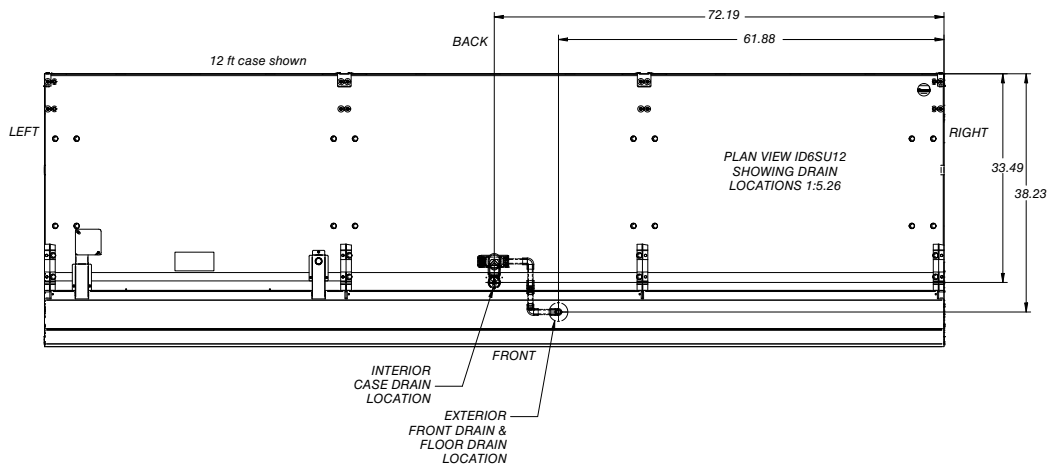 72.19
BACK
61.88
12 ft case shown
LEFT
RIGHT
PLAN VIEW ID6SU12
SHOWING DRAIN
LOCATIONS 1:5.26
33.49
38.23
FRONT
INTERIOR
CASE DRAIN
LOCATION
EXTERIOR
FRONT DRAIN &
FLOOR DRAIN
LOCATION